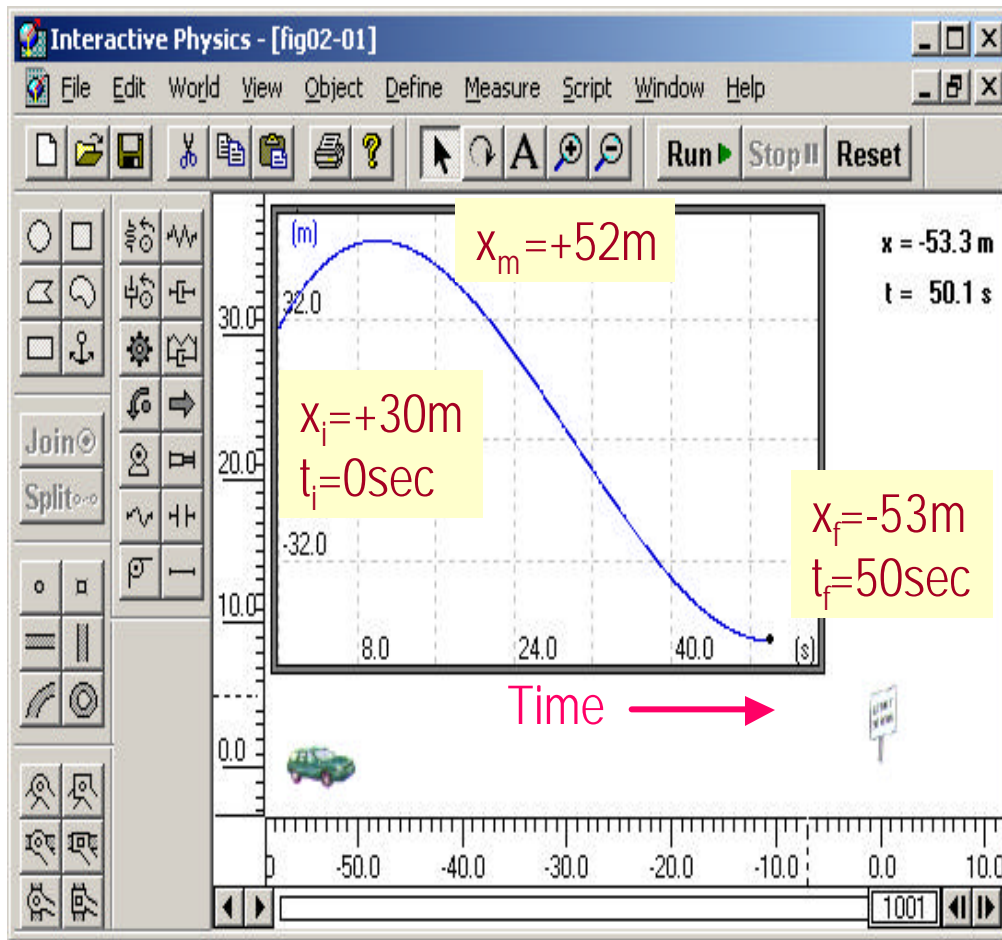 Interactive Physics - [fig02-01]
File Edit World View Object Define Measure Script Window Help
Run Stop Reset
Join
Split
(m)
32.0
-32.0
8.0 24.0 40.0 (s)
xm=+52m
xi=+30m
ti=0sec
xf=-53m
tf=50sec
x = -53.3 m
t = 50.1 s
Time
30.0
20.0
10.0
0.0
-50.0 -40.0 -30.0 -20.0 -10.0 0.0 10.0
1001